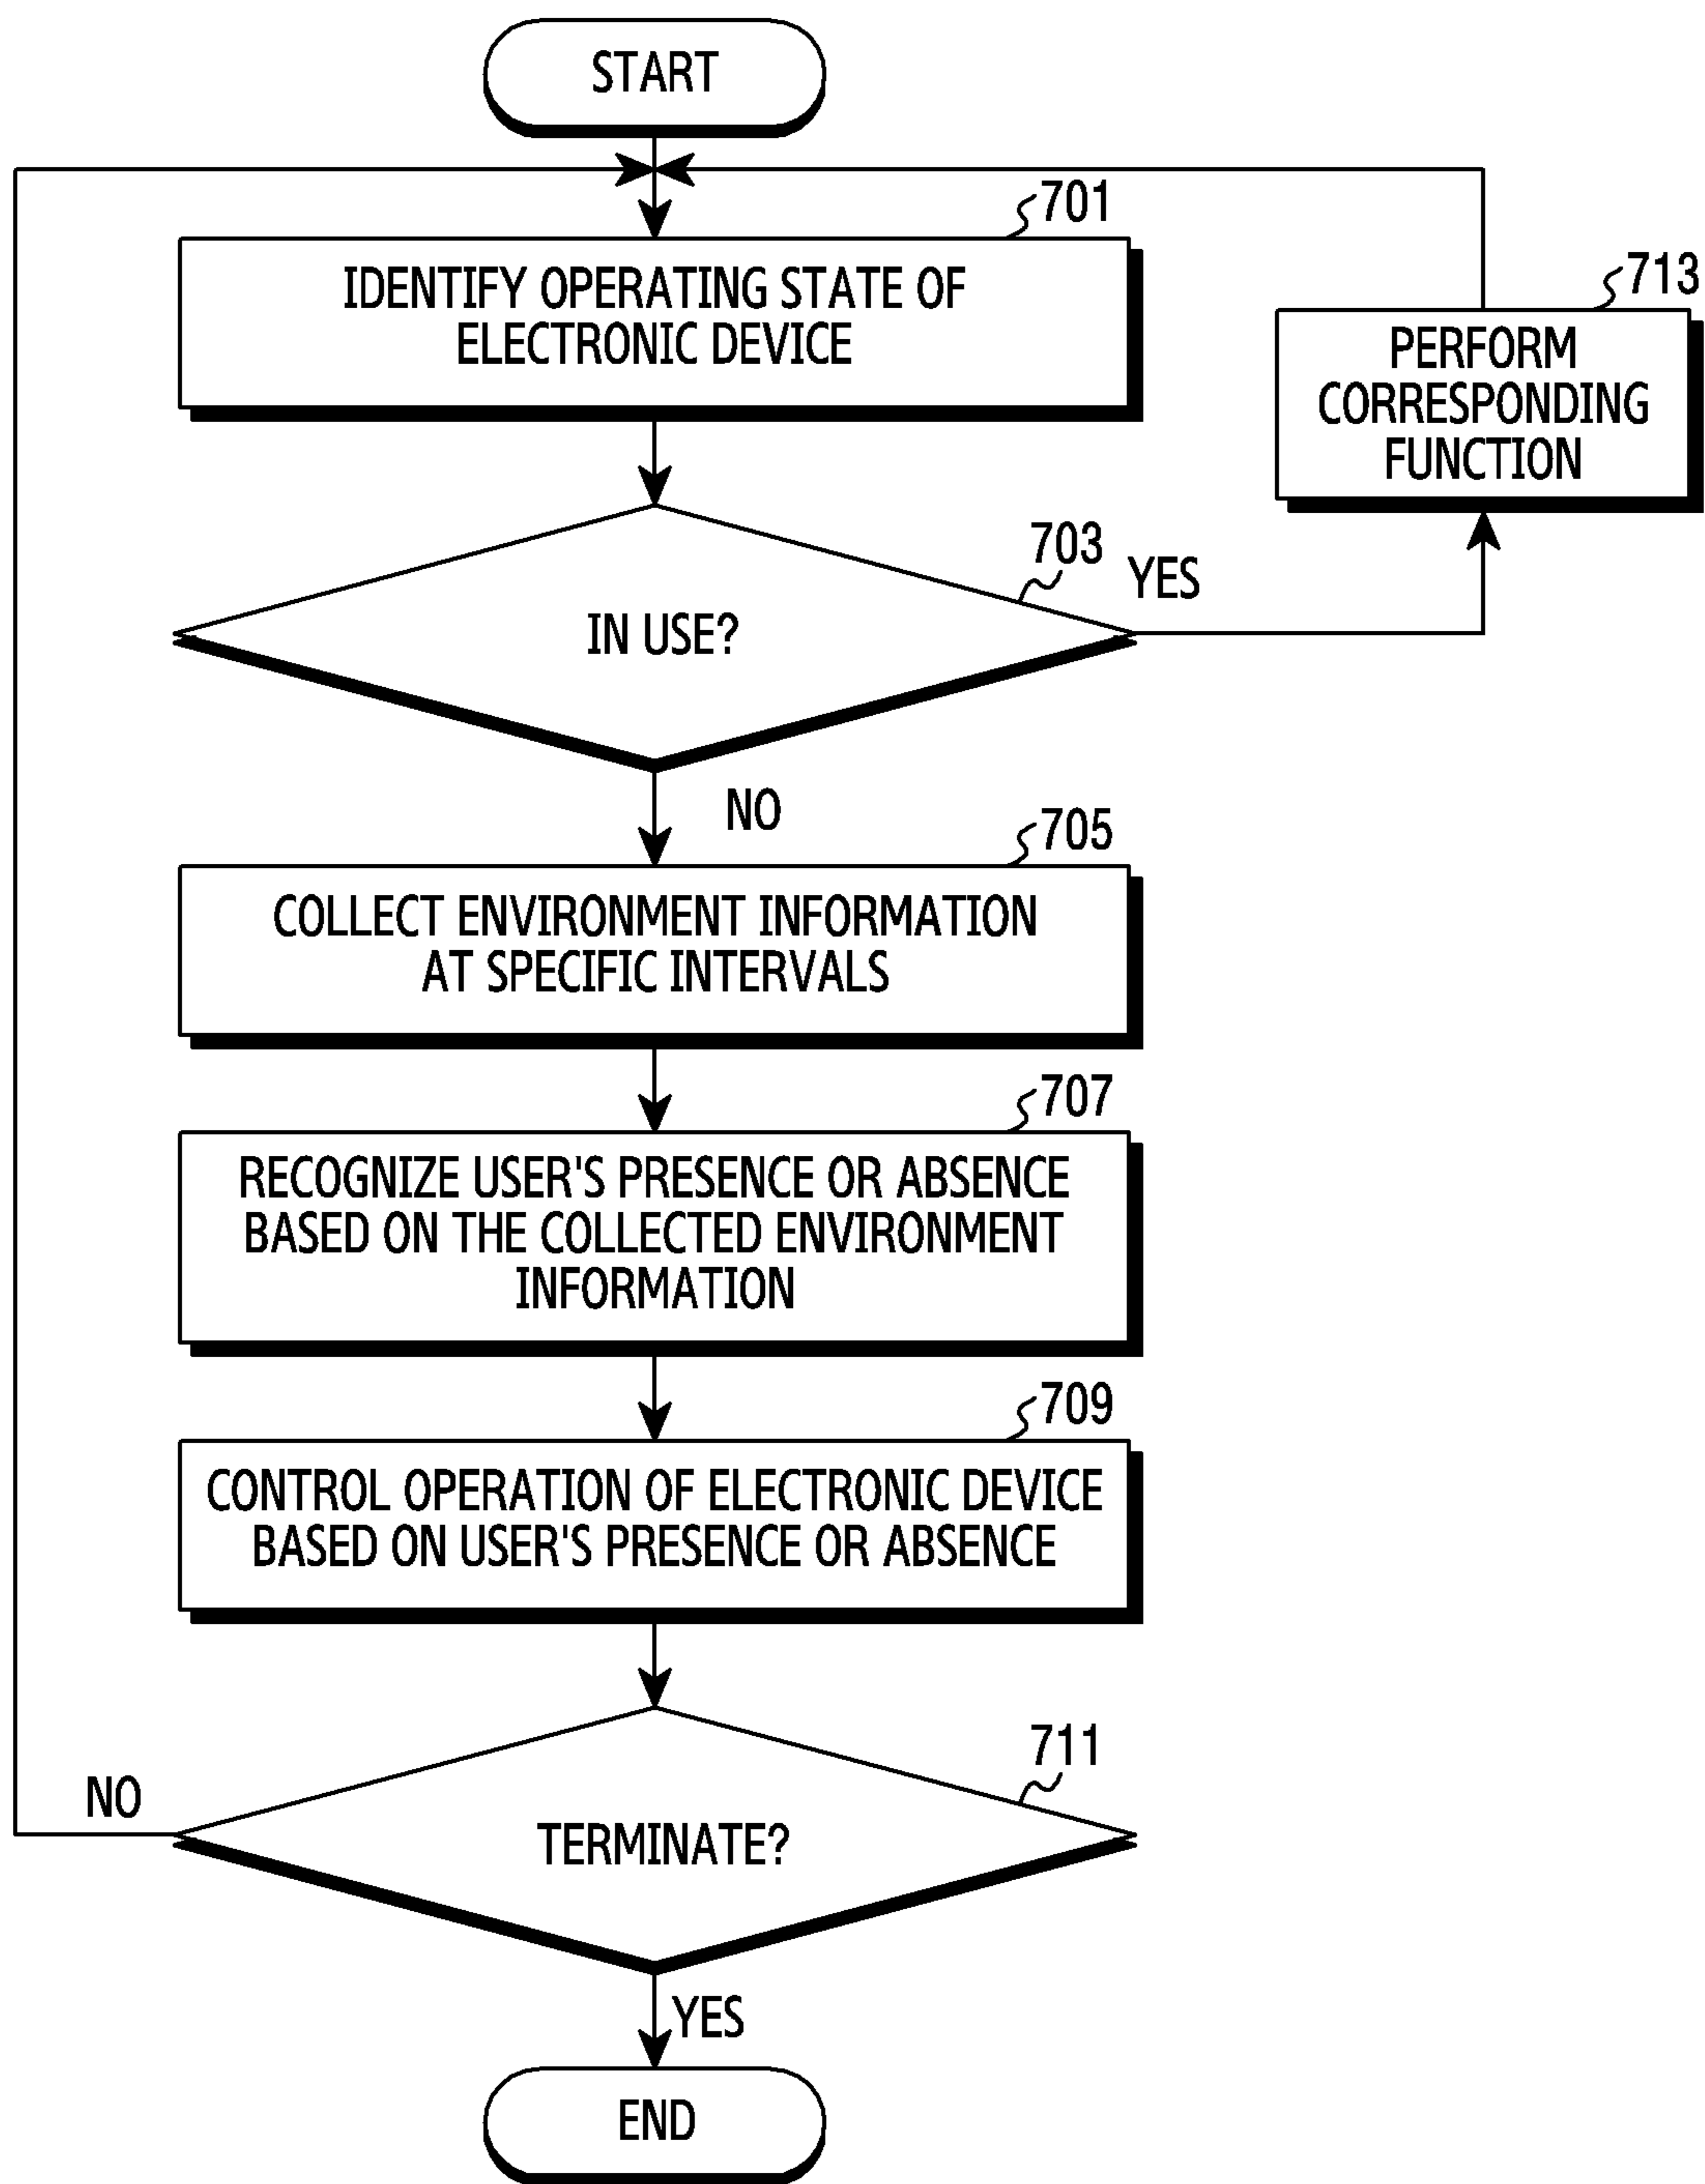 START
701
IDENTIFY OPERATING STATE OF
ELECTRONIC DEVICE
713
PERFORM
CORRESPONDING
FUNCTION
703
YES
IN USE?
NO
705
COLLECT ENVIRONMENT INFORMATION
AT SPECIFIC INTERVALS
707
RECOGNIZE USER'S PRESENCE OR ABSENCE
BASED ON THE COLLECTED ENVIRONMENT
INFORMATION
709
CONTROL OPERATION OF ELECTRONIC DEVICE
BASED ON USER'S PRESENCE OR ABSENCE
711
NO
TERMINATE?
YES
END